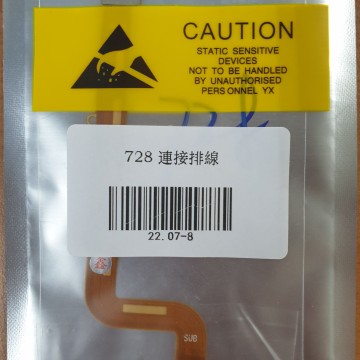 CAUTION
STATIC SENSITIVE
DEVICES
NOT TO BE HANDLED
BY UNAUTHORISED
PERSONNEL YX
728
728 連接排線
22.07-8
SUB